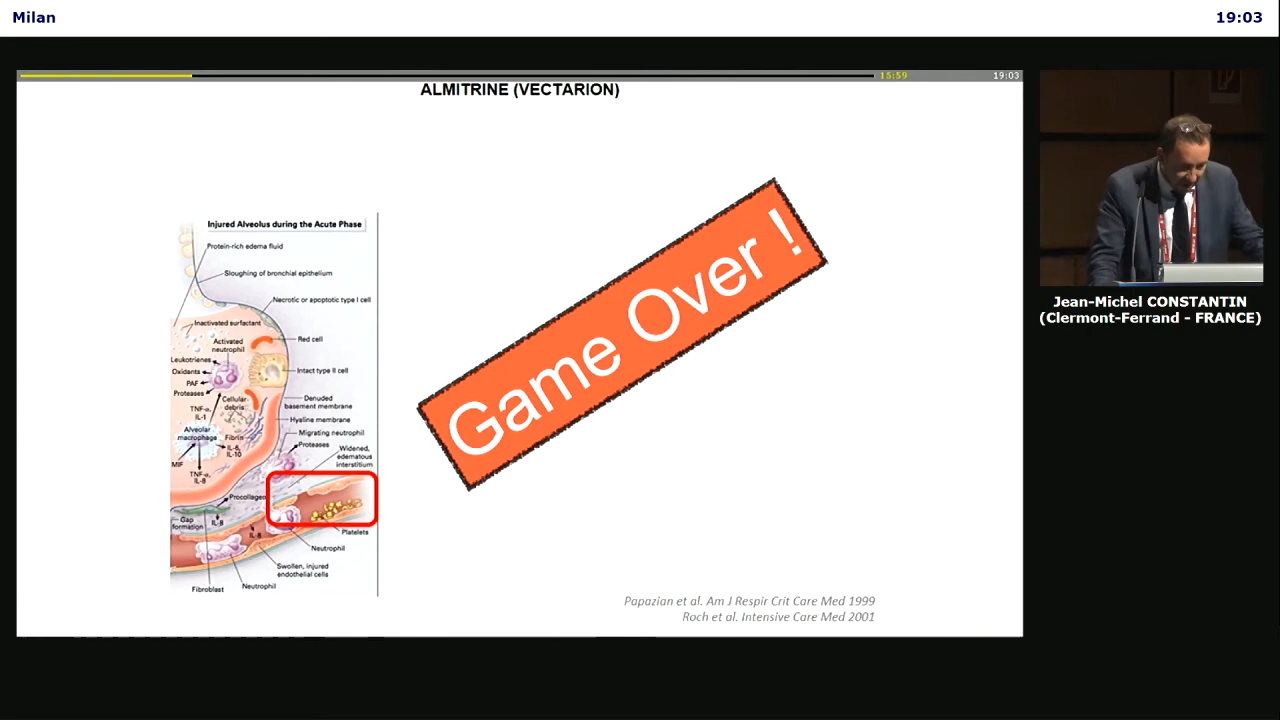 Milan
19:03
15:59
19:03
ALMITRINE (VECTARION)
Injured Alveolus during the Acute Phase
Protein-rich edema fluid
Sloughing of bronchial epithelium
Necrotic or apoptotic type I cell
Inactivated surfactant
Red cell
Activated
neutrophil
Leukotrienes
Oxidants
PAF
Proteases
Intact type II cell
Cellular
debris
TNF-α,
IL-1
Denuded
basement membrane
Hyaline membrane
Alveolar
macrophage
Fibrin
Migrating neutrophil
Proteases
IL-6,
IL-10
Widened,
edematous
interstitium
MIF
TNF-α,
IL-8
Procollagen
Gap
formation
IL-8
IL-8
Platelets
Neutrophil
Swollen, injured
endothelial cells
Fibroblast
Neutrophil
Game Over !
Papazian et al. Am J Respir Crit Care Med 1999
Roch et al. Intensive Care Med 2001
Jean-Michel CONSTANTIN
(Clermont-Ferrand - FRANCE)